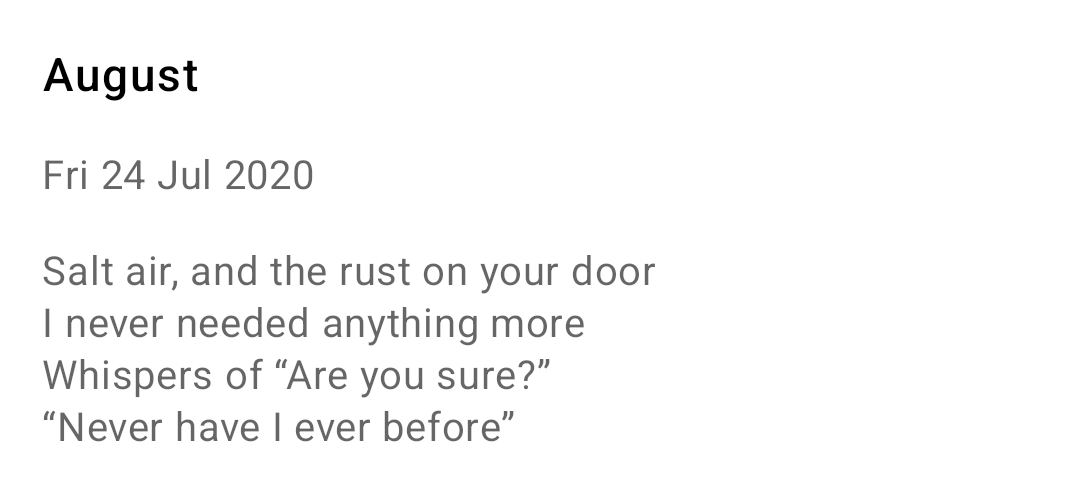 August
Fri 24 Jul 2020
Salt air, and the rust on your door
I never needed anything more
Whispers of “Are you sure?”
“Never have I ever before”